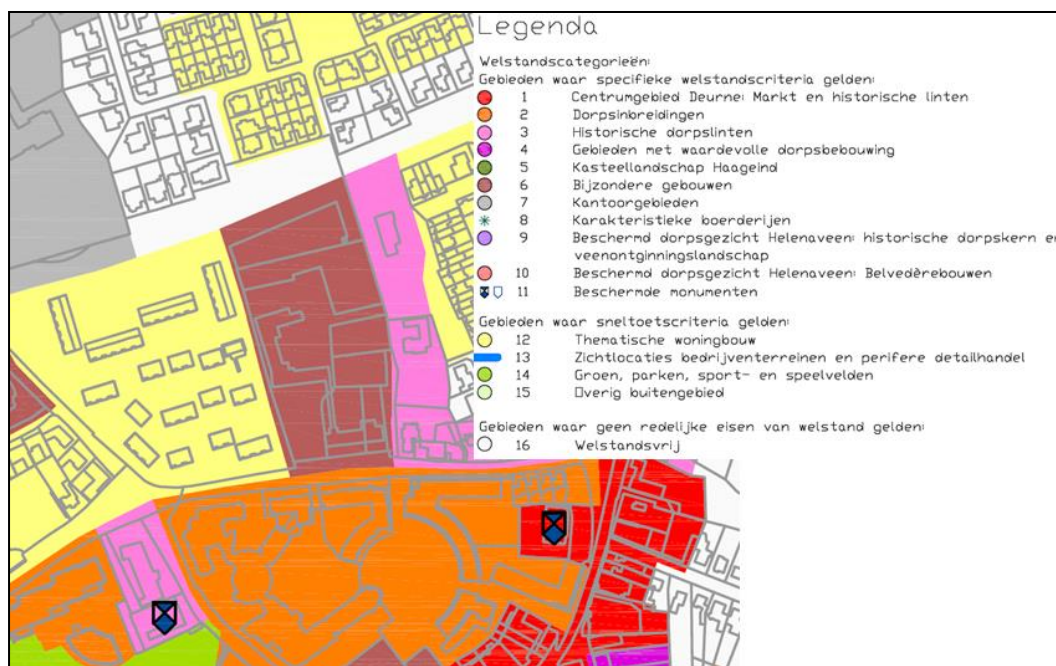 Legenda
Welstandscategorieën:
Gebieden waar specifieke welstandscriteria gelden:
1 Centrumgebied Deurne: Markt en historische linten
2 Dorpsinbreidingen
3 Historische dorpslinten
4 Gebieden met waardevolle dorpsbebouwing
5 Kasteellandschap Haageind
6 Bijzondere gebouwen
7 Kantoorgebieden
8 Karakteristieke boerderijen
9 Beschermd dorpsgezicht Helenaveen: historische dorpskern en
veenontginningslandschap
10 Beschermd dorpsgezicht Helenaveen: Belvedèrebouwen
11 Beschermde monumenten
Gebieden waar sneltoetscriteria gelden:
12 Thematische woningbouw
13 Zichtlocaties bedrijventerreinen en perifere detailhandel
14 Groen, parken, sport- en speelvelden
15 Overig buitengebied
Gebieden waar geen redelijke eisen van welstand gelden:
16 Welstandsvrij